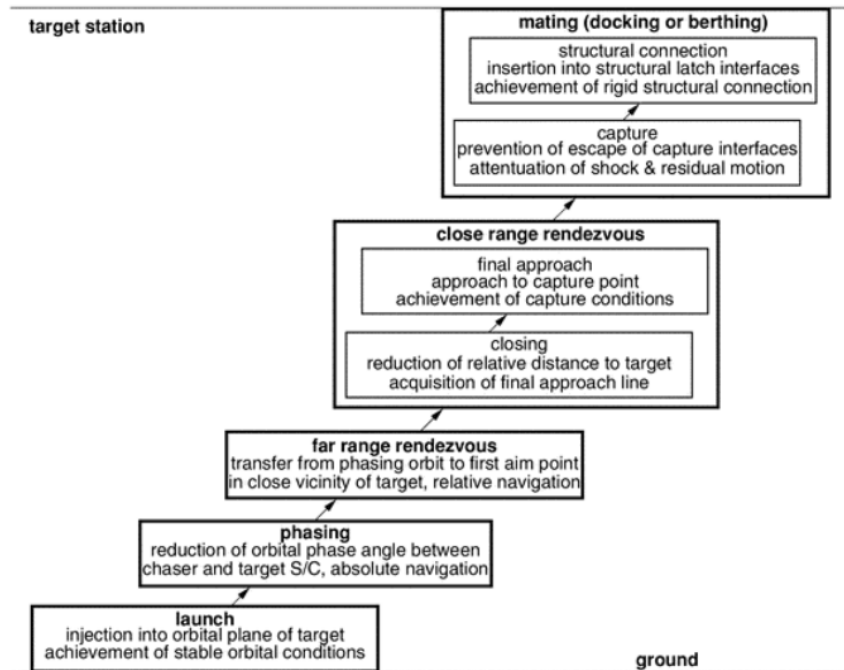 target station
mating (docking or berthing)
structural connection
insertion into structural latch interfaces
achievement of rigid structural connection
capture
prevention of escape of capture interfaces
attentuation of shock & residual motion
close range rendezvous
final approach
approach to capture point
achievement of capture conditions
closing
reduction of relative distance to target
acquisition of final approach line
far range rendezvous
transfer from phasing orbit to first aim point
in close vicinity of target, relative navigation
phasing
reduction of orbital phase angle between
chaser and target S/C, absolute navigation
launch
injection into orbital plane of target
achievement of stable orbital conditions
ground